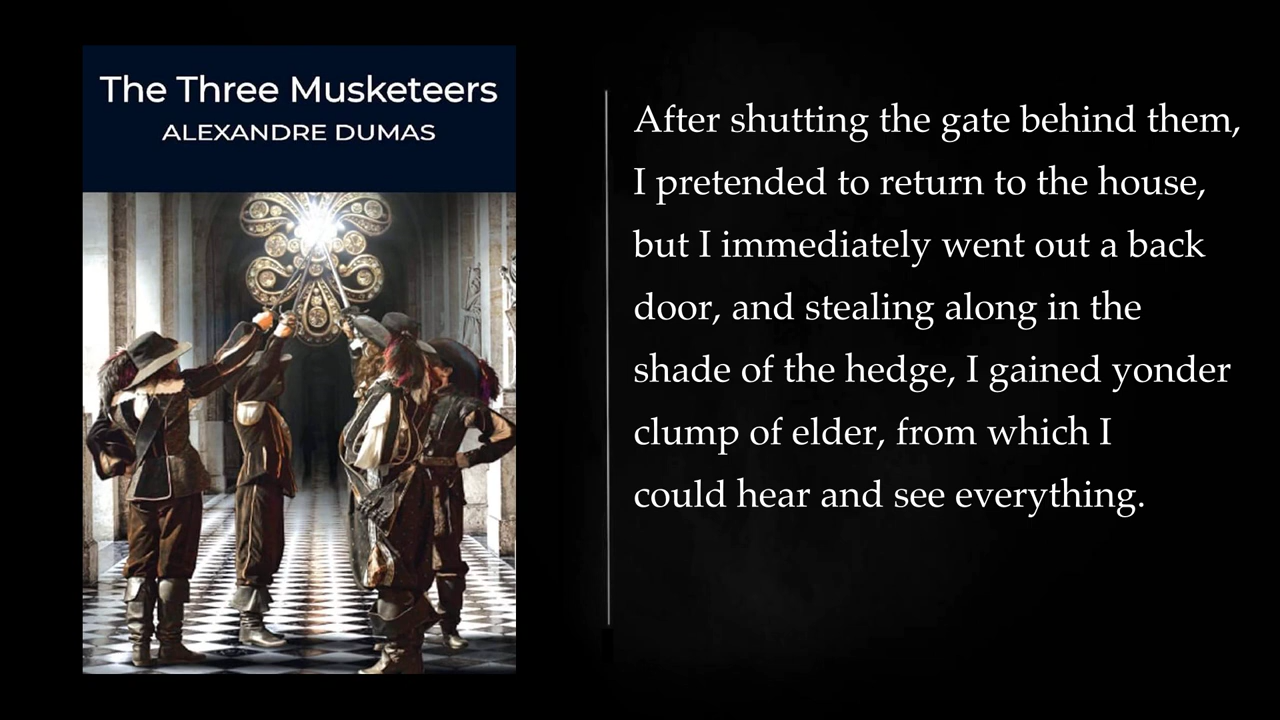 The Three Musketeers
ALEXANDRE DUMAS
After shutting the gate behind them,
I pretended to return to the house,
but I immediately went out a back
door, and stealing along in the
shade of the hedge, I gained yonder
clump of elder, from which I
could hear and see everything.